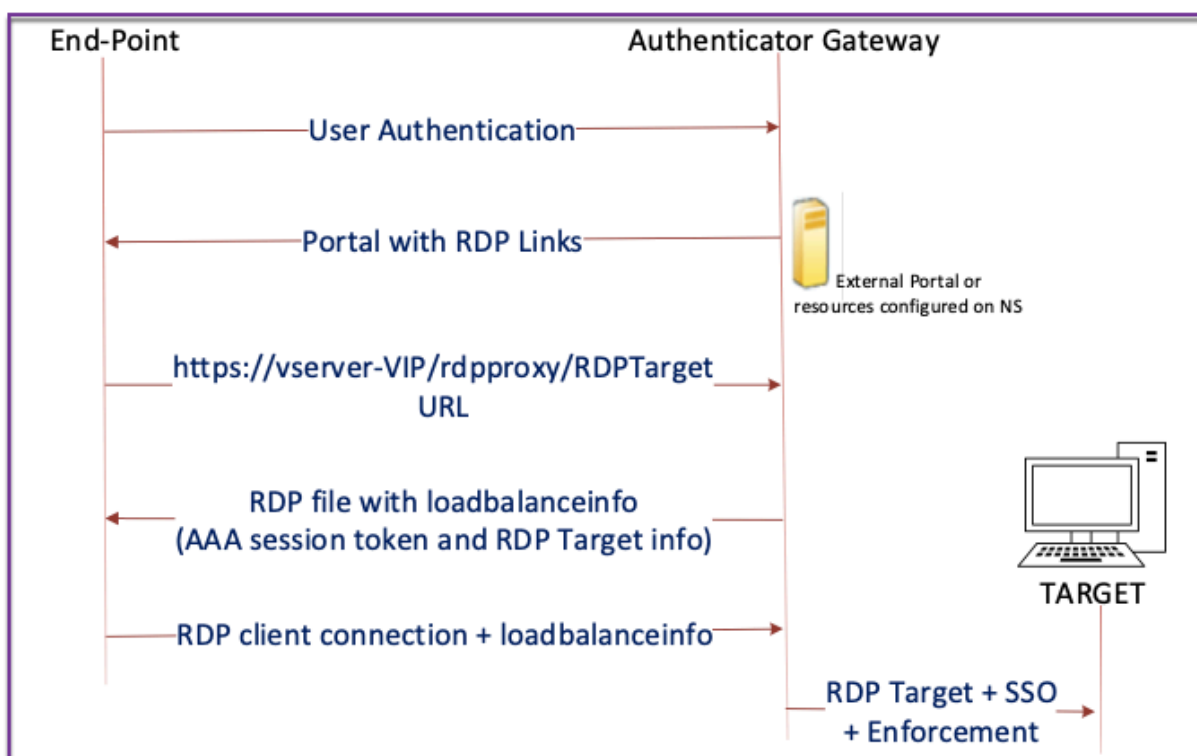 End-Point
Authenticator Gateway
User Authentication
Portal with RDP Links
External Portal or
resources configured on NS
https://vserver-VIP/rdpproxy/RDPTarget
URL
RDP file with loadbalanceinfo
(AAA session token and RDP Target info)
TARGET
RDP client connection + loadbalanceinfo
RDP Target + SSO
+ Enforcement